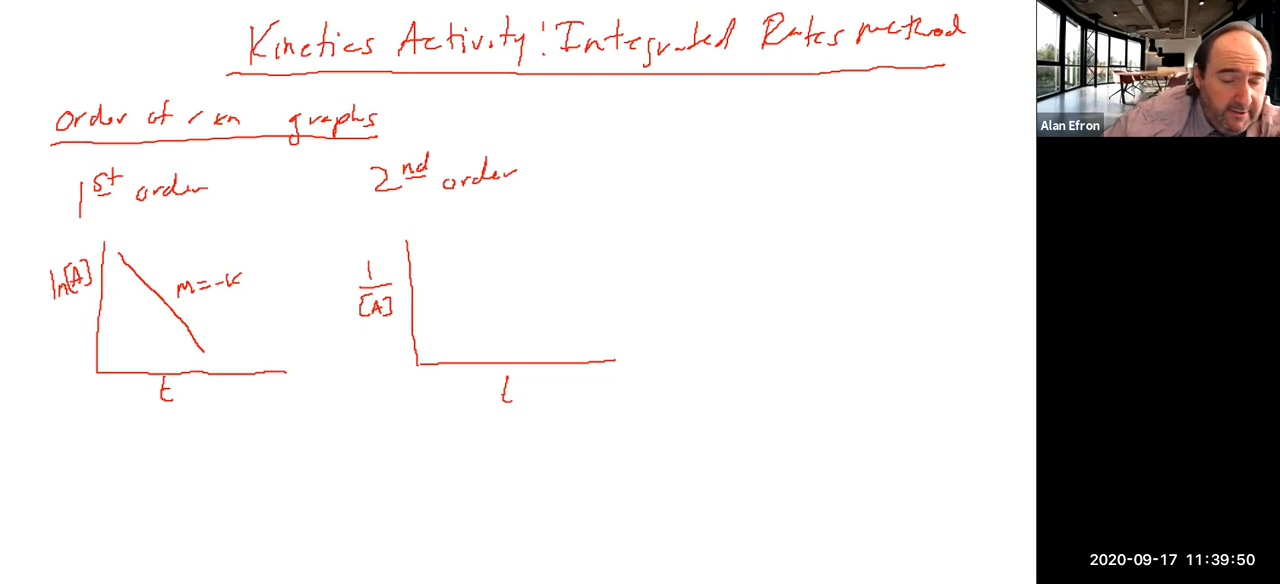 Kinetics Activity: Integrated Rates method
order of rxn graphs
1st order
2nd order
ln[A]
m=-k
t
1
[A]
t
Alan Efron
2020-09-17 11:39:50